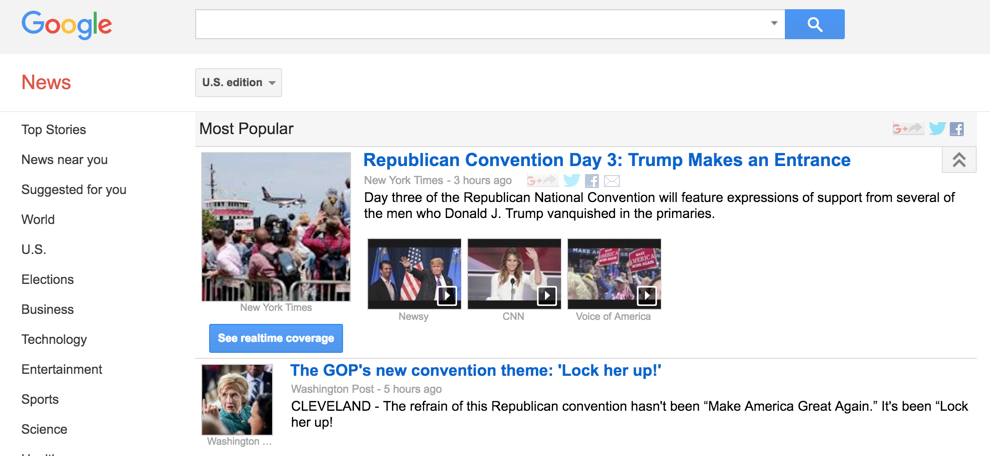 Google
News
U.S. edition
Top Stories
News near you
Suggested for you
World
U.S.
Elections
Business
Technology
Entertainment
Sports
Science
Most Popular
G+
Republican Convention Day 3: Trump Makes an Entrance
New York Times - 3 hours ago
G+
Day three of the Republican National Convention will feature expressions of support from several of
the men who Donald J. Trump vanquished in the primaries.
New York Times
Newsy
CNN
Voice of America
See realtime coverage
The GOP's new convention theme: 'Lock her up!'
Washington Post - 5 hours ago
CLEVELAND - The refrain of this Republican convention hasn't been “Make America Great Again.” It's been “Lock
her up!
Washington ...